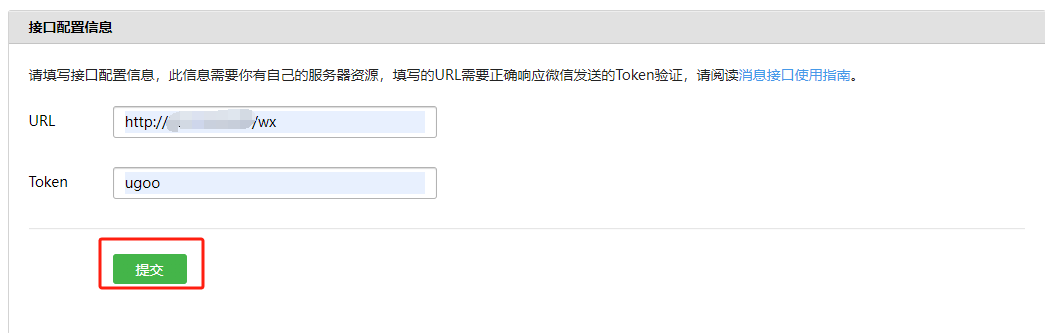 接口配置信息
请填写接口配置信息，此信息需要你有自己的服务器资源，填写的URL需要正确响应微信发送的Token验证，请阅读消息接口使用指南。
URL
http:// /wx
Token
ugoo
提交